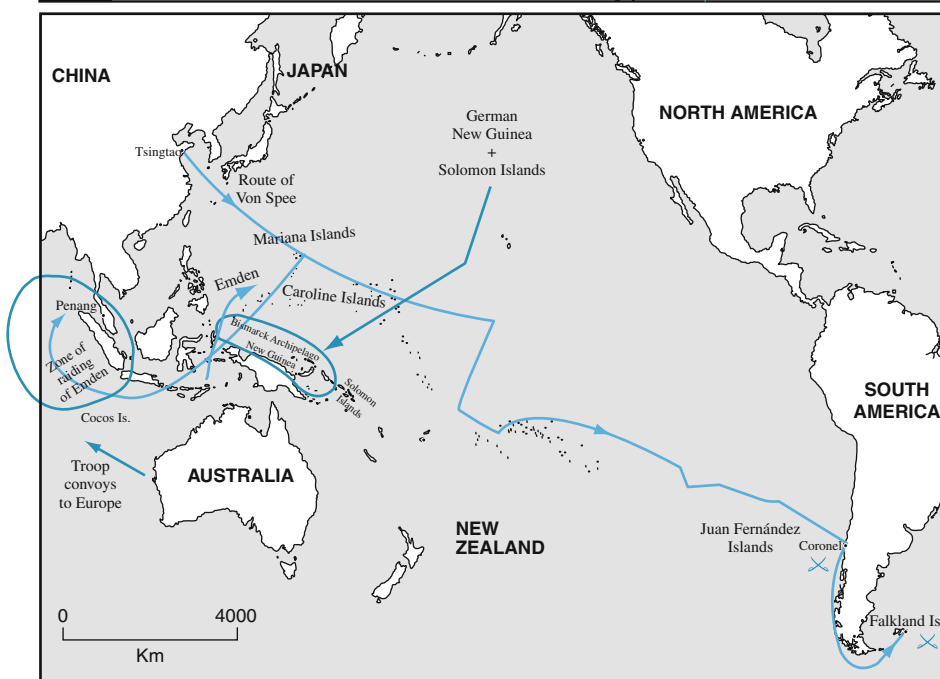 CHINA
JAPAN
NORTH AMERICA
German
New Guinea
+
Solomon Islands
Tsingtao
Route of
Von Spee
Mariana Islands
Emden
Caroline Islands
Penang
Bismarck Archipelago
New Guinea
Zone of
raiding
of Emden
Solomon
Islands
Cocos Is.
SOUTH
AMERICA
Troop
convoys
to Europe
AUSTRALIA
NEW
ZEALAND
Juan Fernández
Islands
Coronel
0 4000
Km
Falkland Is